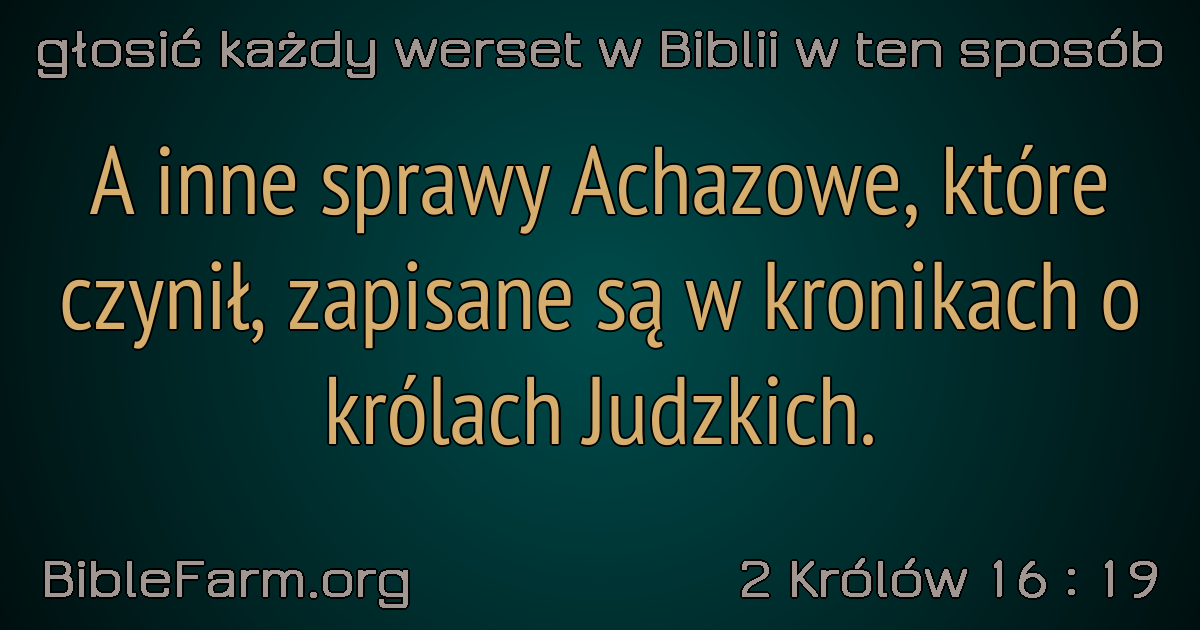 głosić każdy werset w Biblii w ten sposób
A inne sprawy Achazowe, które
czynił, zapisane są w kronikach o
królach Judzkich.
BibleFarm.org
2 Królów 16 : 19